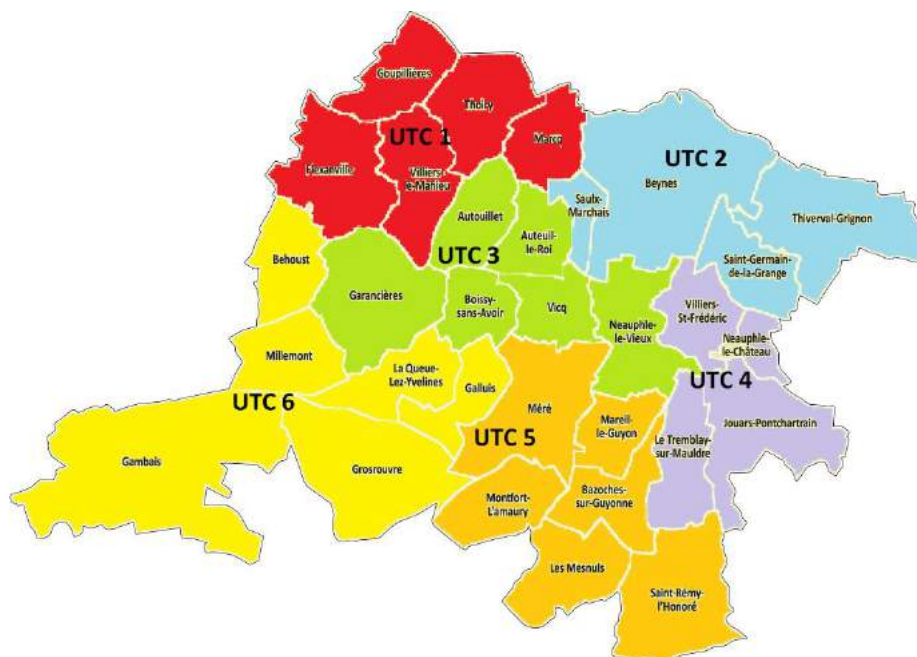 Goupillières
Thoiry
UTC 1
Marcq
Flexanville
Villiers-
le-Mahieu
UTC 2
Beynes
Saulx-
Marchais
Thiverval-Grignon
Autouillet
Auteuil-
le-Roi
UTC 3
Saint-Germain-
de-la-Grange
Behoust
Garancières
Boissy-
sans-Avoir
Vicq
Villiers-
St-Frédéric
Neauphle-
le-Vieux
Neauphle-
le-Château
Millemont
La Queue-
Lez-Yvelines
Galluis
UTC 4
UTC 6
Méré
Mareil-
le-Guyon
Jouars-Pontchartrain
UTC 5
Le Tremblay-
sur-Mauldre
Gambais
Grosrouvre
Montfort-
L'amaury
Bazoches-
sur-Guyonne
Les Mesnuls
Saint-Rémy-
l'Honoré